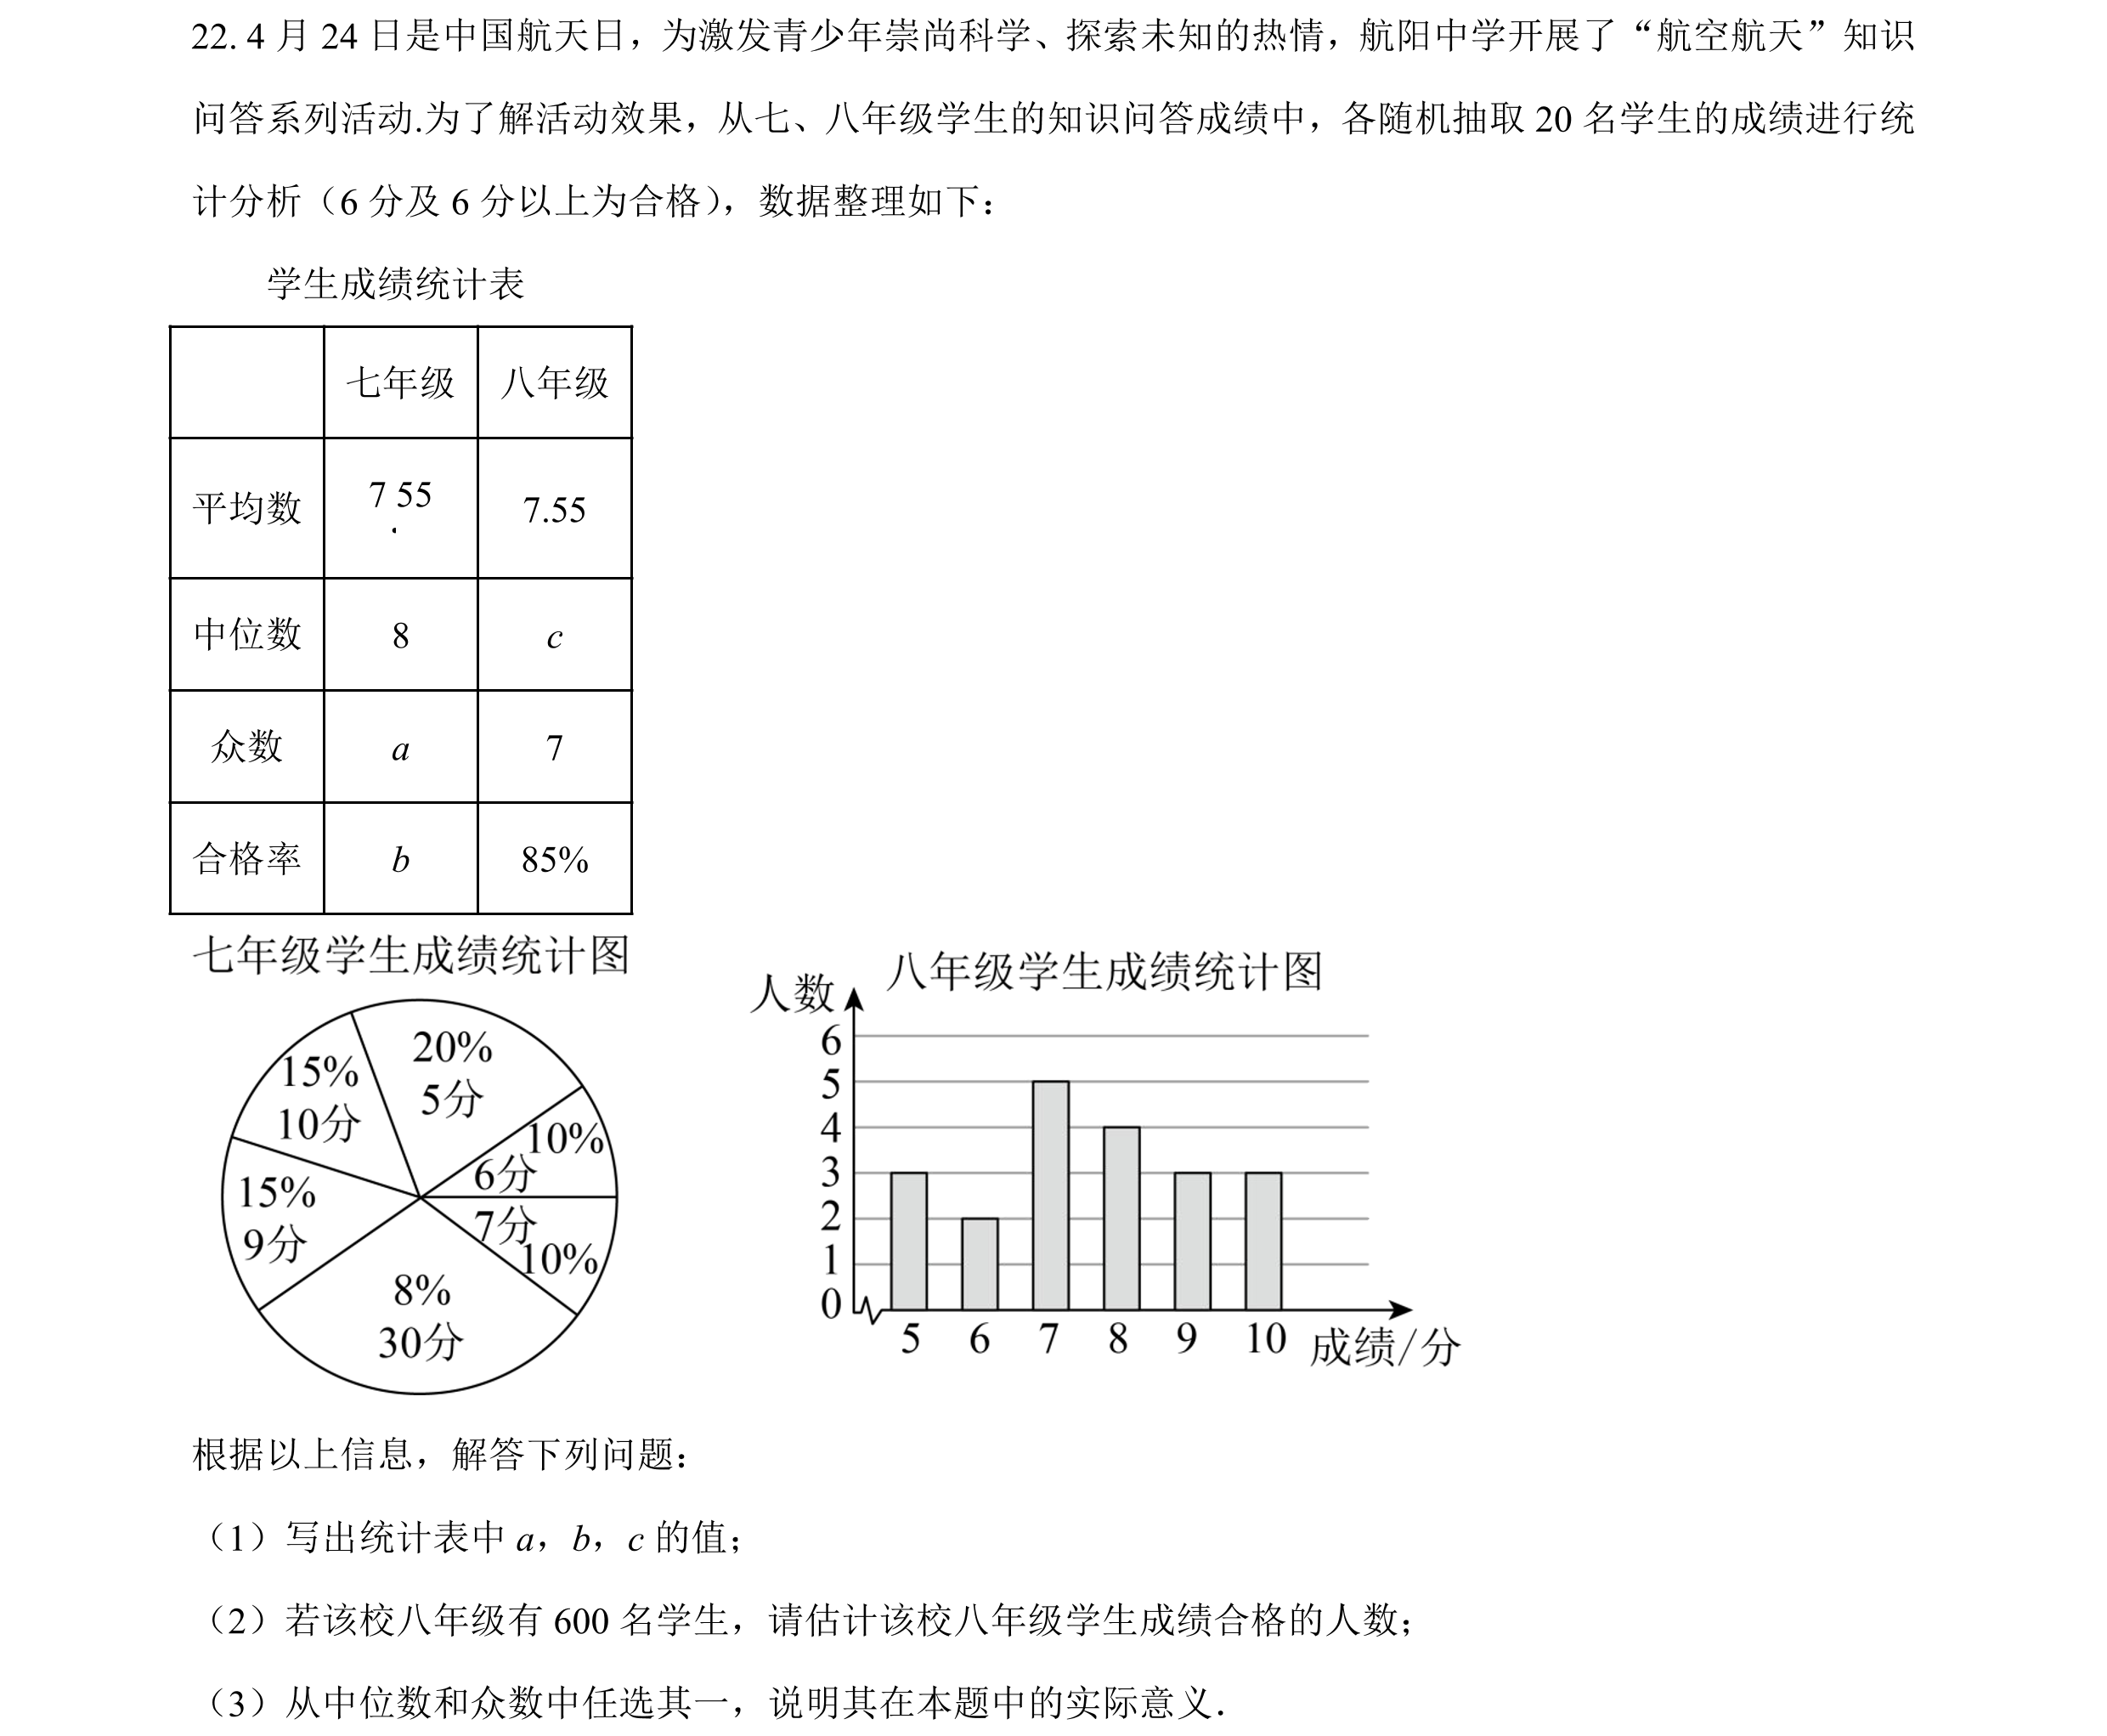 22. 4 月 24 日是中国航天日，为激发青少年崇尚科学、探索未知的热情，航阳中学开展了“航空航天”知识
问答系列活动.为了解活动效果，从七、八年级学生的知识问答成绩中，各随机抽取 20 名学生的成绩进行统
计分析（6 分及 6 分以上为合格），数据整理如下：
学生成绩统计表
七年级 八年级
平均数 7.55 7.55
中位数 8 c
众数 a 7
合格率 b 85%
七年级学生成绩统计图
20%
5分
15%
10分
10%
6分
15%
9分
7分
10%
8%
30分
八年级学生成绩统计图
人数
6
5
4
3
2
1
0
5 6 7 8 9 10 成绩/分
根据以上信息，解答下列问题：
（1）写出统计表中 a，b，c 的值；
（2）若该校八年级有 600 名学生，请估计该校八年级学生成绩合格的人数；
（3）从中位数和众数中任选其一，说明其在本题中的实际意义．